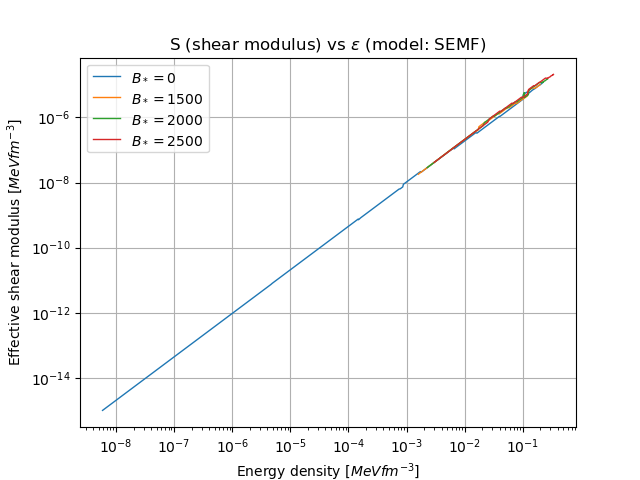 S (shear modulus) vs ε (model: SEMF)
B* = 0
B* = 1500
B* = 2000
B* = 2500
Effective shear modulus [MeVfm⁻³]
10⁻⁶
10⁻⁸
10⁻¹⁰
10⁻¹²
10⁻¹⁴
10⁻⁸ 10⁻⁷ 10⁻⁶ 10⁻⁵ 10⁻⁴ 10⁻³ 10⁻² 10⁻¹
Energy density [MeVfm⁻³]